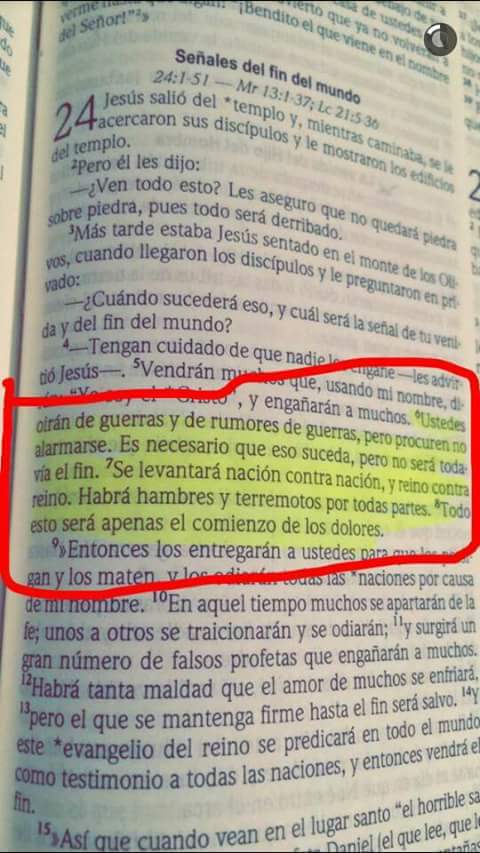 del Señor!"²»
¡Bendito el que viene en el nombre
Señales del fin del mundo
24:1-51 — Mr 13:1-37; Lc 21:5-36
24 Jesús salió del *templo y, mientras caminaba, se le
acercaron sus discípulos y le mostraron los edificios
del templo.
²Pero él les dijo:
—¿Ven todo esto? Les aseguro que no quedará piedra
sobre piedra, pues todo será derribado.
³Más tarde estaba Jesús sentado en el monte de los Oli-
vos, cuando llegaron los discípulos y le preguntaron en pri-
vado:
—¿Cuándo sucederá eso, y cuál será la señal de tu veni-
da y del fin del mundo?
⁴—Tengan cuidado de que nadie los engañe —les advir-
tió Jesús—. ⁵Vendrán muchos que, usando mi nombre, di-
rán: "Yo soy el *Cristo", y engañarán a muchos. ⁶Ustedes
oirán de guerras y de rumores de guerras, pero procuren no
alarmarse. Es necesario que eso suceda, pero no será toda-
vía el fin. ⁷Se levantará nación contra nación, y reino contra
reino. Habrá hambres y terremotos por todas partes. ⁸Todo
esto será apenas el comienzo de los dolores.
⁹»Entonces los entregarán a ustedes para que los persi-
gan y los maten, y los odiarán todas las *naciones por causa
de mi nombre. ¹⁰En aquel tiempo muchos se apartarán de la
fe; unos a otros se traicionarán y se odiarán; ¹¹y surgirá un
gran número de falsos profetas que engañarán a muchos.
¹²Habrá tanta maldad que el amor de muchos se enfriará,
¹³pero el que se mantenga firme hasta el fin será salvo. ¹⁴Y
este *evangelio del reino se predicará en todo el mundo
como testimonio a todas las naciones, y entonces vendrá el
fin.
¹⁵»Así que cuando vean en el lugar santo "el horrible sa
Daniel (el que lee, que l